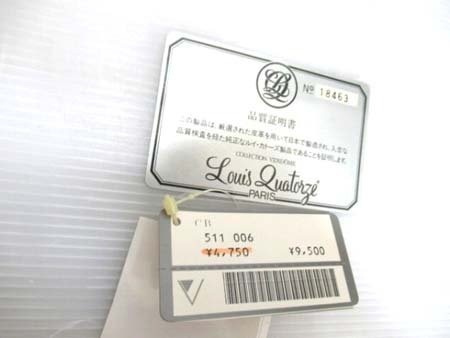 No 18463
品質証明書
この製品は、厳選された皮革を用いて日本で製造され、入念な
品質検査を経た純正なルイ・カトーズ製品であることを証明します。
COLLECTION VENDÔME
Louis Quatorze
PARIS
CB
511 006
¥4,750 ¥9,500